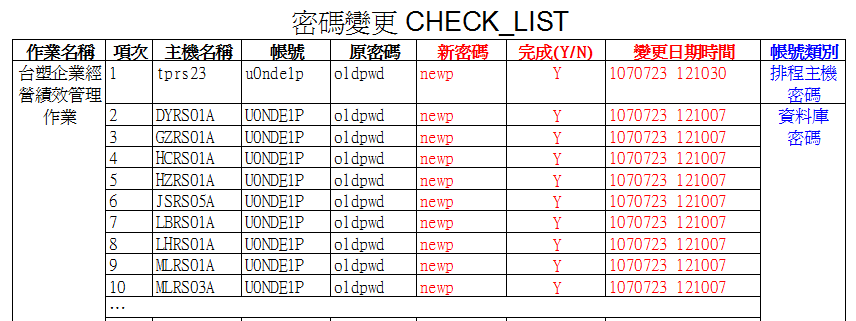 密碼變更 CHECK_LIST
作業名稱 項次 主機名稱 帳號 原密碼 新密碼 完成(Y/N) 變更日期時間 帳號類別
台塑企業經營績效管理作業 1 tprs23 u0nde1p oldpwd newp Y 1070723 121030 排程主機密碼
2 DYRS01A U0NDE1P oldpwd newp Y 1070723 121007 資料庫密碼
3 GZRS01A U0NDE1P oldpwd newp Y 1070723 121007
4 HCRS01A U0NDE1P oldpwd newp Y 1070723 121007
5 HZRS01A U0NDE1P oldpwd newp Y 1070723 121007
6 JSRS05A U0NDE1P oldpwd newp Y 1070723 121007
7 LBRS01A U0NDE1P oldpwd newp Y 1070723 121007
8 LHRS01A U0NDE1P oldpwd newp Y 1070723 121007
9 MLRS01A U0NDE1P oldpwd newp Y 1070723 121007
10 MLRS03A U0NDE1P oldpwd newp Y 1070723 121007
…